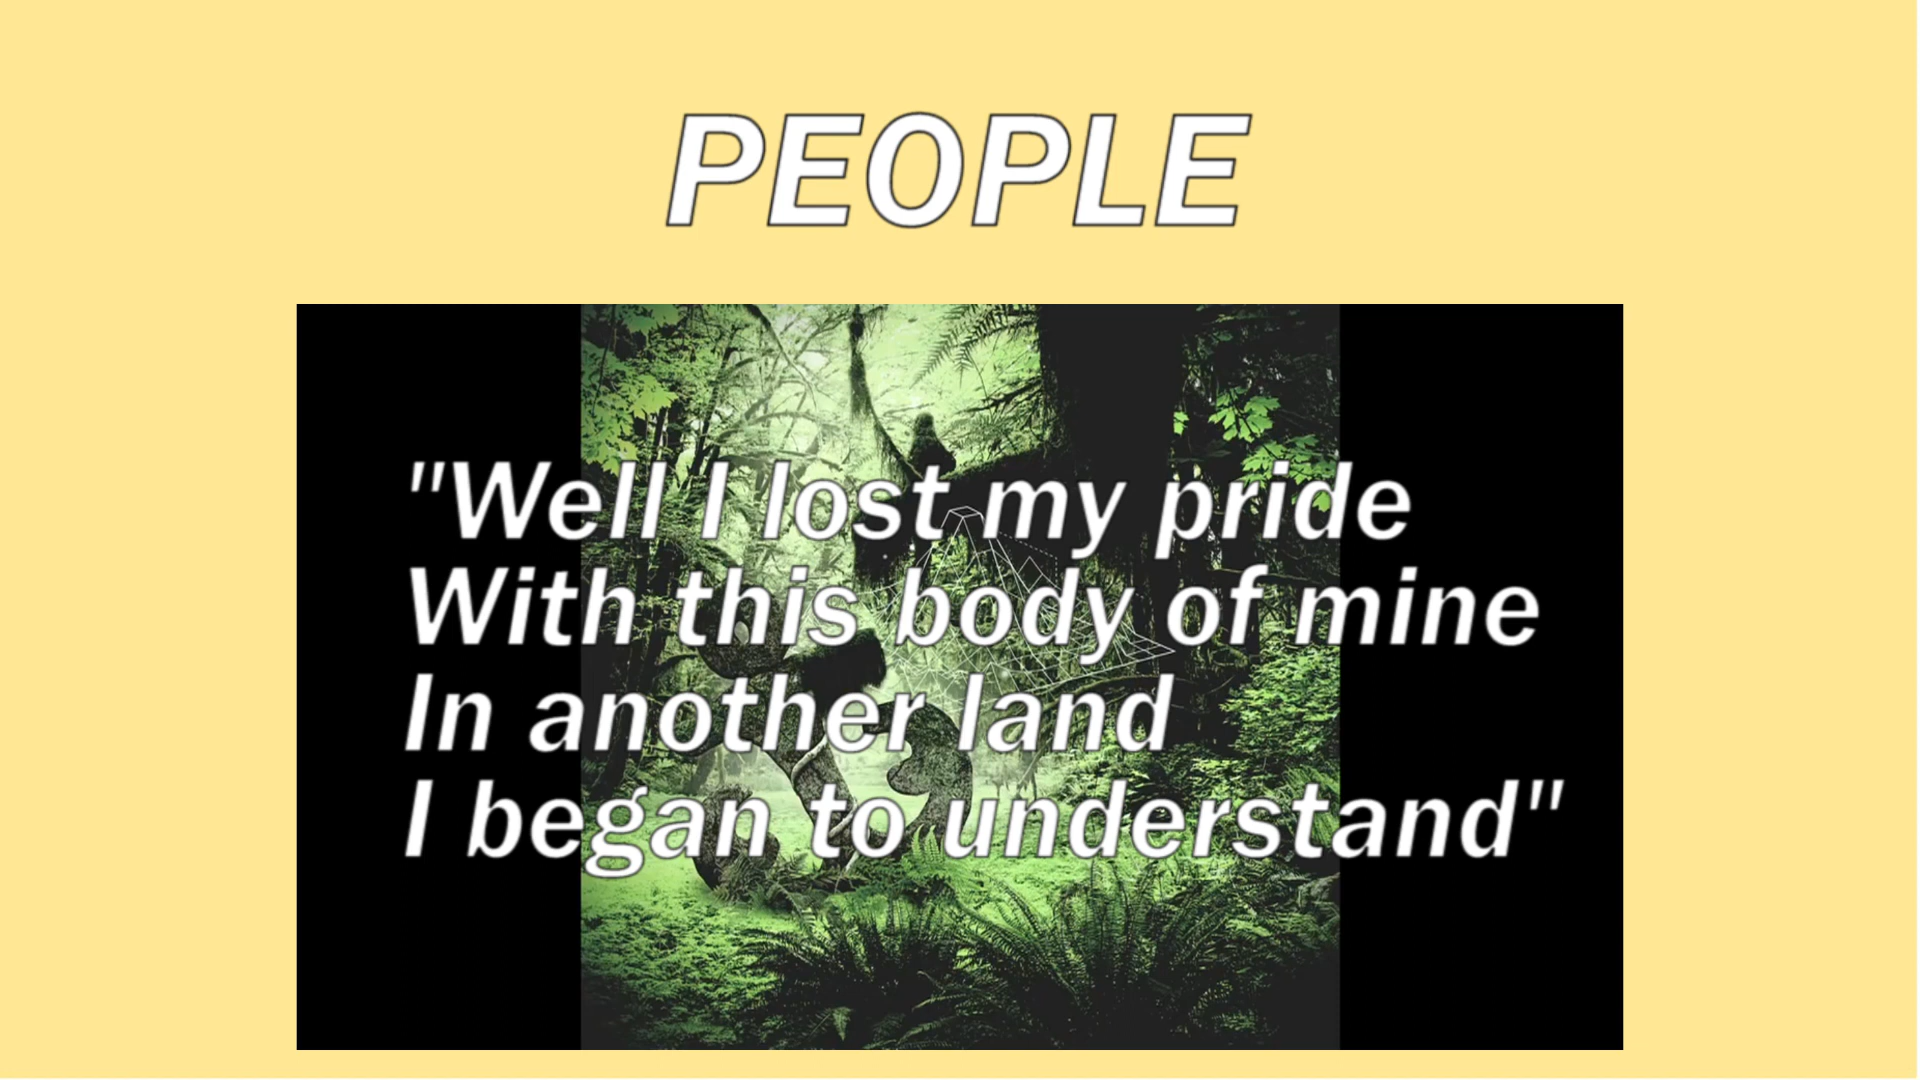 PEOPLE
"Well I lost my pride
With this body of mine
In another land
I began to understand"